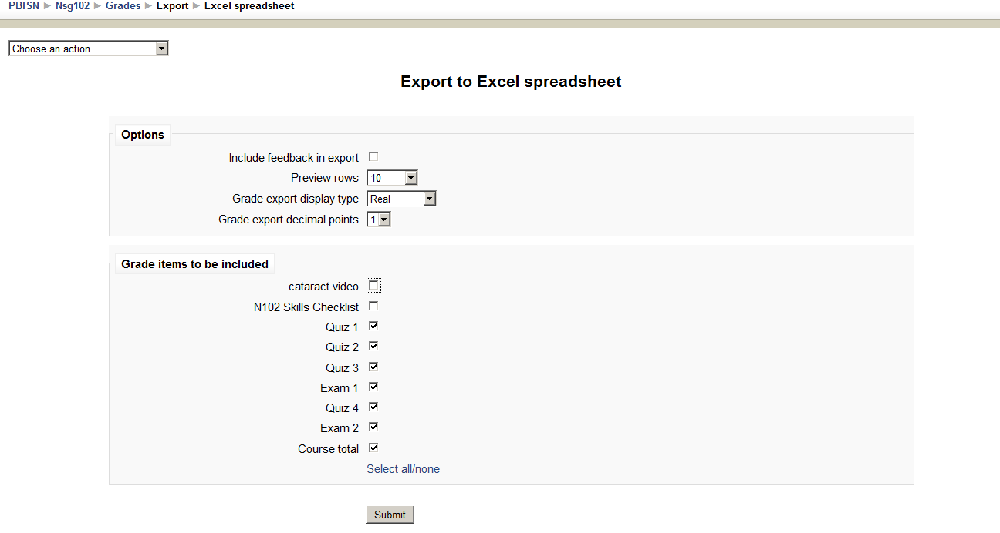 PBISN ► Nsg102 ► Grades ► Export ► Excel spreadsheet
Choose an action ...
Export to Excel spreadsheet
Options
Include feedback in export
Preview rows 10
Grade export display type Real
Grade export decimal points 1
Grade items to be included
cataract video
N102 Skills Checklist
Quiz 1
Quiz 2
Quiz 3
Exam 1
Quiz 4
Exam 2
Course total
Select all/none
Submit